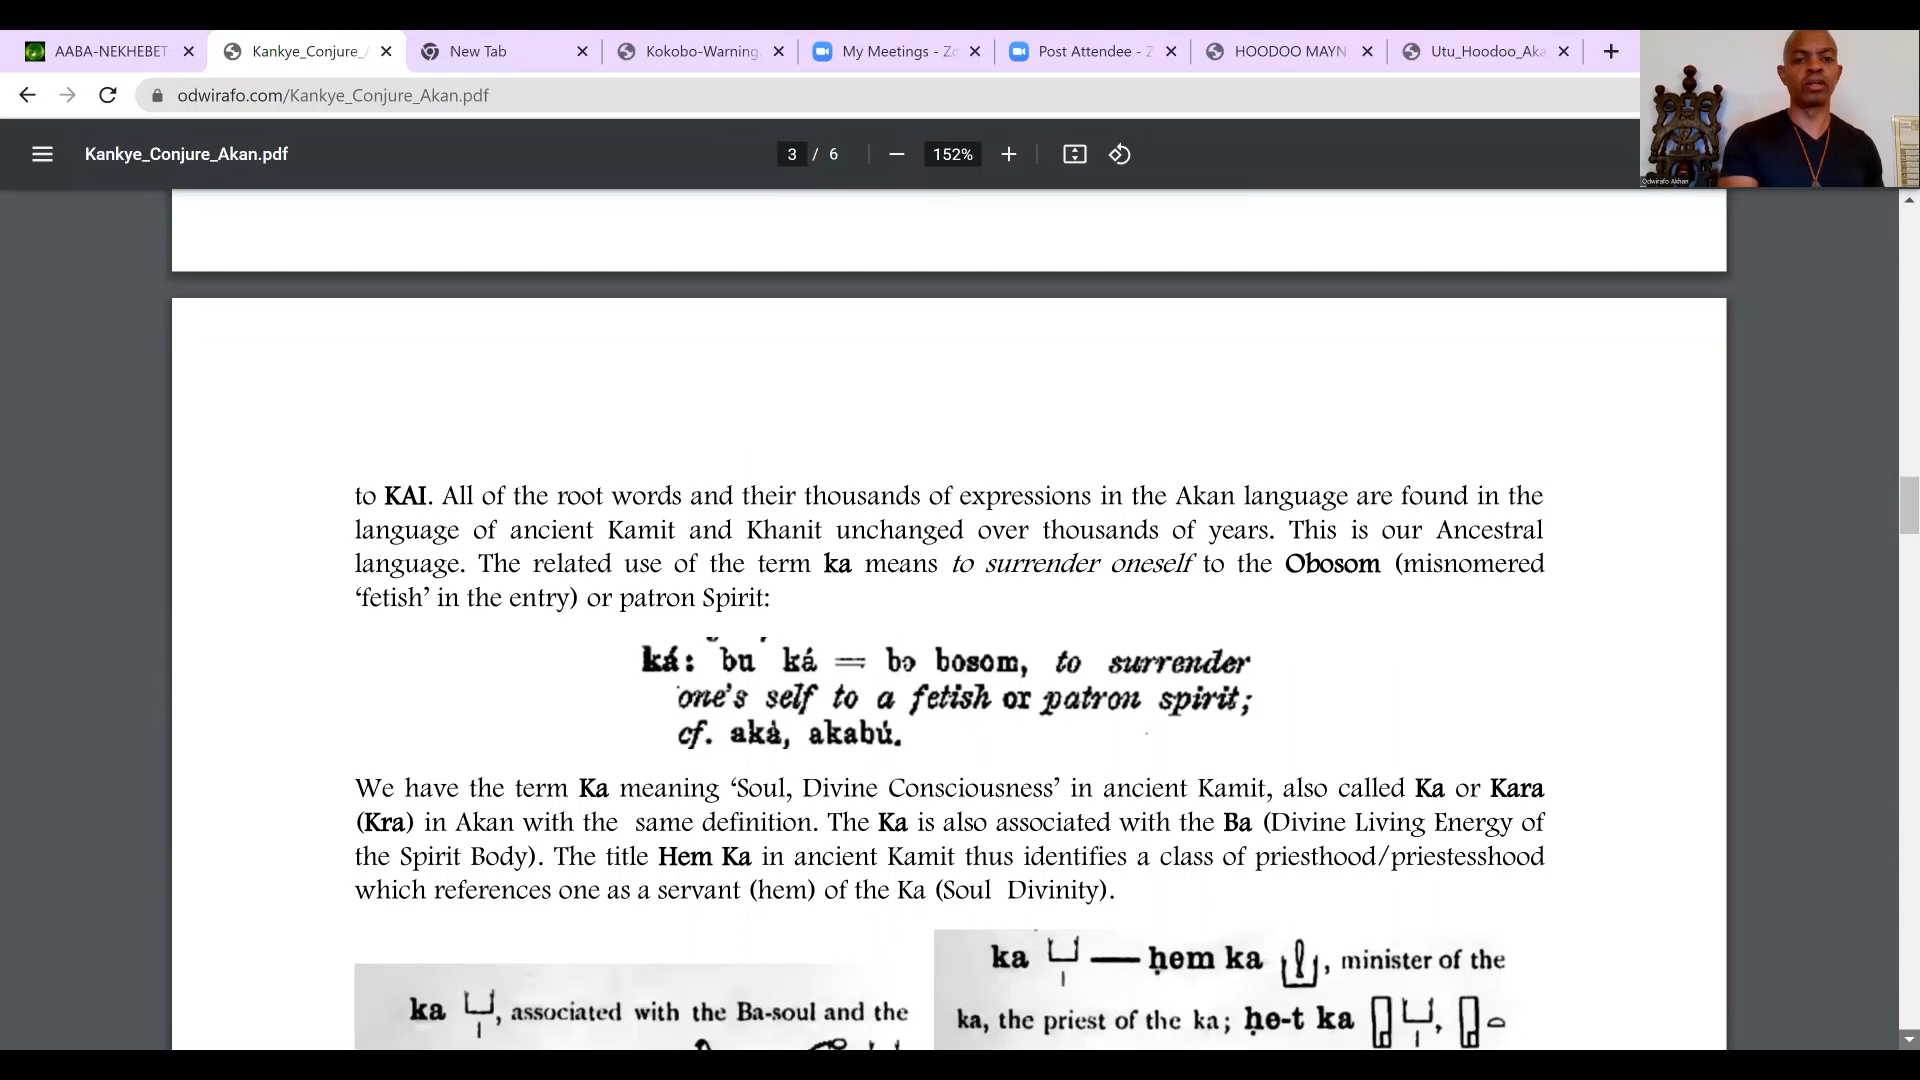 AABA-NEKHEBET
Kankye_Conjure_A
New Tab
Kokobo-Warning
My Meetings - Zo
Post Attendee - Z
HOODOO MAYN
Utu_Hoodoo_Aka
odwirafo.com/Kankye_Conjure_Akan.pdf
Kankye_Conjure_Akan.pdf
3 / 6
152%
Odwirafo Akhan
to KAI. All of the root words and their thousands of expressions in the Akan language are found in the
language of ancient Kamit and Khanit unchanged over thousands of years. This is our Ancestral
language. The related use of the term ka means to surrender oneself to the Obosom (misnomered
‘fetish’ in the entry) or patron Spirit:
ká: bu ká = bɔ bosom, to surrender
one's self to a fetish or patron spirit;
cf. akà, akabú.
We have the term Ka meaning ‘Soul, Divine Consciousness’ in ancient Kamit, also called Ka or Kara
(Kra) in Akan with the same definition. The Ka is also associated with the Ba (Divine Living Energy of
the Spirit Body). The title Hem Ka in ancient Kamit thus identifies a class of priesthood/priestesshood
which references one as a servant (hem) of the Ka (Soul Divinity).
ka , associated with the Ba-soul and the
ka — ḥem ka , minister of the
ka, the priest of the ka; ḥe-t ka ,